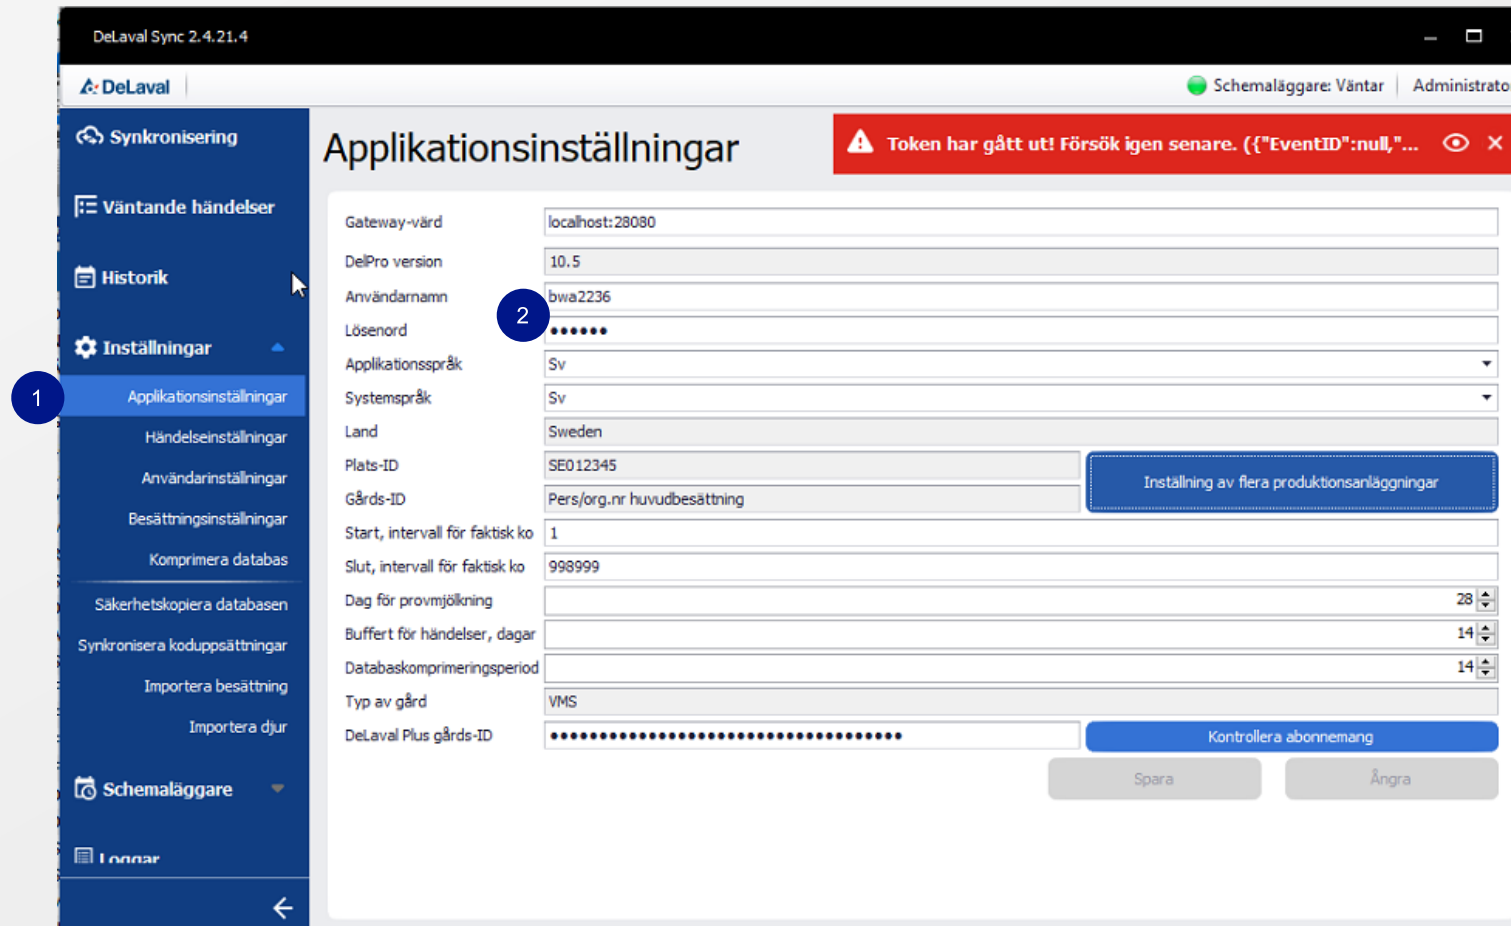 DeLaval Sync 2.4.21.4
DeLaval
Schemaläggare: Väntar
Administrato
Synkronisering
Väntande händelser
Historik
Inställningar
1
Applikationsinställningar
Händelseinställningar
Användarinställningar
Besättningsinställningar
Komprimera databas
Säkerhetskopiera databasen
Synkronisera koduppsättningar
Importera besättning
Importera djur
Schemaläggare
Loggar
Applikationsinställningar
Token har gått ut! Försök igen senare. ({"EventID":null,"...
Gateway-värd localhost:28080
DelPro version 10.5
Användarnamn bwa2236
2
Lösenord ••••••
Applikationsspråk Sv
Systemspråk Sv
Land Sweden
Plats-ID SE012345
Inställning av flera produktionsanläggningar
Gårds-ID Pers/org.nr huvudbesättning
Start, intervall för faktisk ko 1
Slut, intervall för faktisk ko 998999
Dag för provmjölkning 28
Buffert för händelser, dagar 14
Databaskomprimeringsperiod 14
Typ av gård VMS
DeLaval Plus gårds-ID ••••••••••••••••••••••••••••••••••••
Kontrollera abonnemang
Spara
Ångra